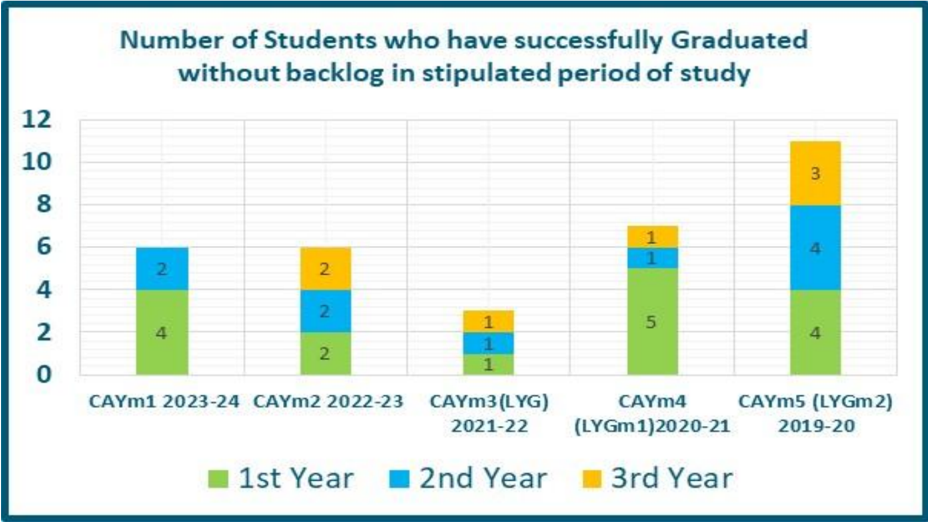 Number of Students who have successfully Graduated
without backlog in stipulated period of study
12
10
8
6
4
2
0
2
4
2
2
2
1
1
1
1
1
5
3
4
4
CAYm1 2023-24
CAYm2 2022-23
CAYm3(LYG)
2021-22
CAYm4
(LYGm1)2020-21
CAYm5 (LYGm2)
2019-20
1st Year
2nd Year
3rd Year